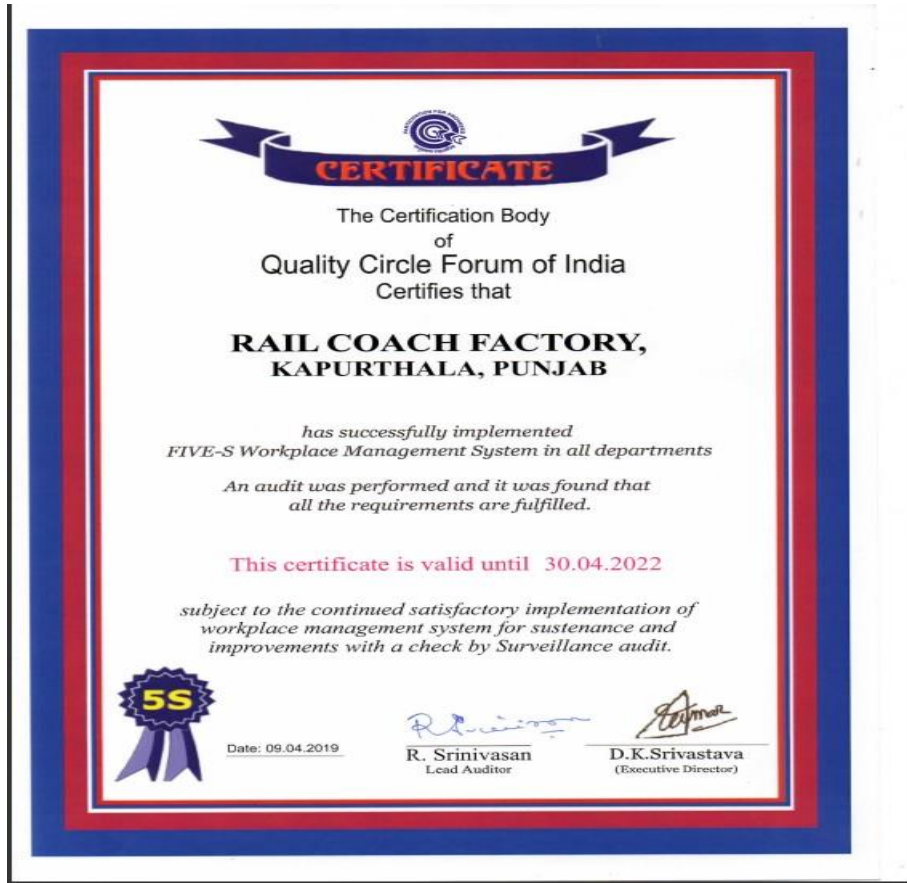 CERTIFICATE
The Certification Body
of
Quality Circle Forum of India
Certifies that
RAIL COACH FACTORY,
KAPURTHALA, PUNJAB
has successfully implemented
FIVE-S Workplace Management System in all departments
An audit was performed and it was found that
all the requirements are fulfilled.
This certificate is valid until 30.04.2022
subject to the continued satisfactory implementation of
workplace management system for sustenance and
improvements with a check by Surveillance audit.
5S
Date: 09.04.2019
R. Srinivasan
Lead Auditor
D.K.Srivastava
(Executive Director)